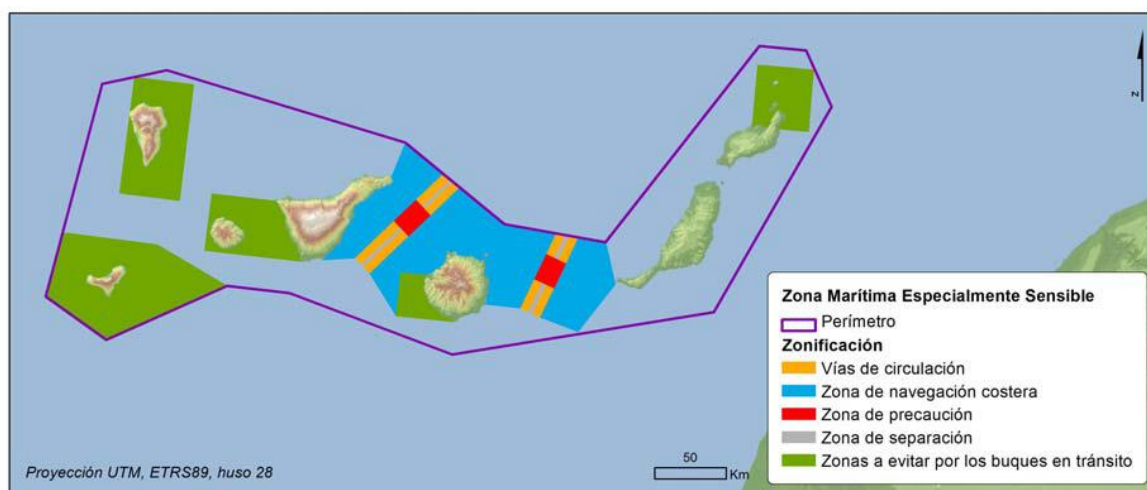 N
Zona Marítima Especialmente Sensible
Perímetro
Zonificación
Vías de circulación
Zona de navegación costera
Zona de precaución
Zona de separación
Zonas a evitar por los buques en tránsito
50
Km
Proyección UTM, ETRS89, huso 28